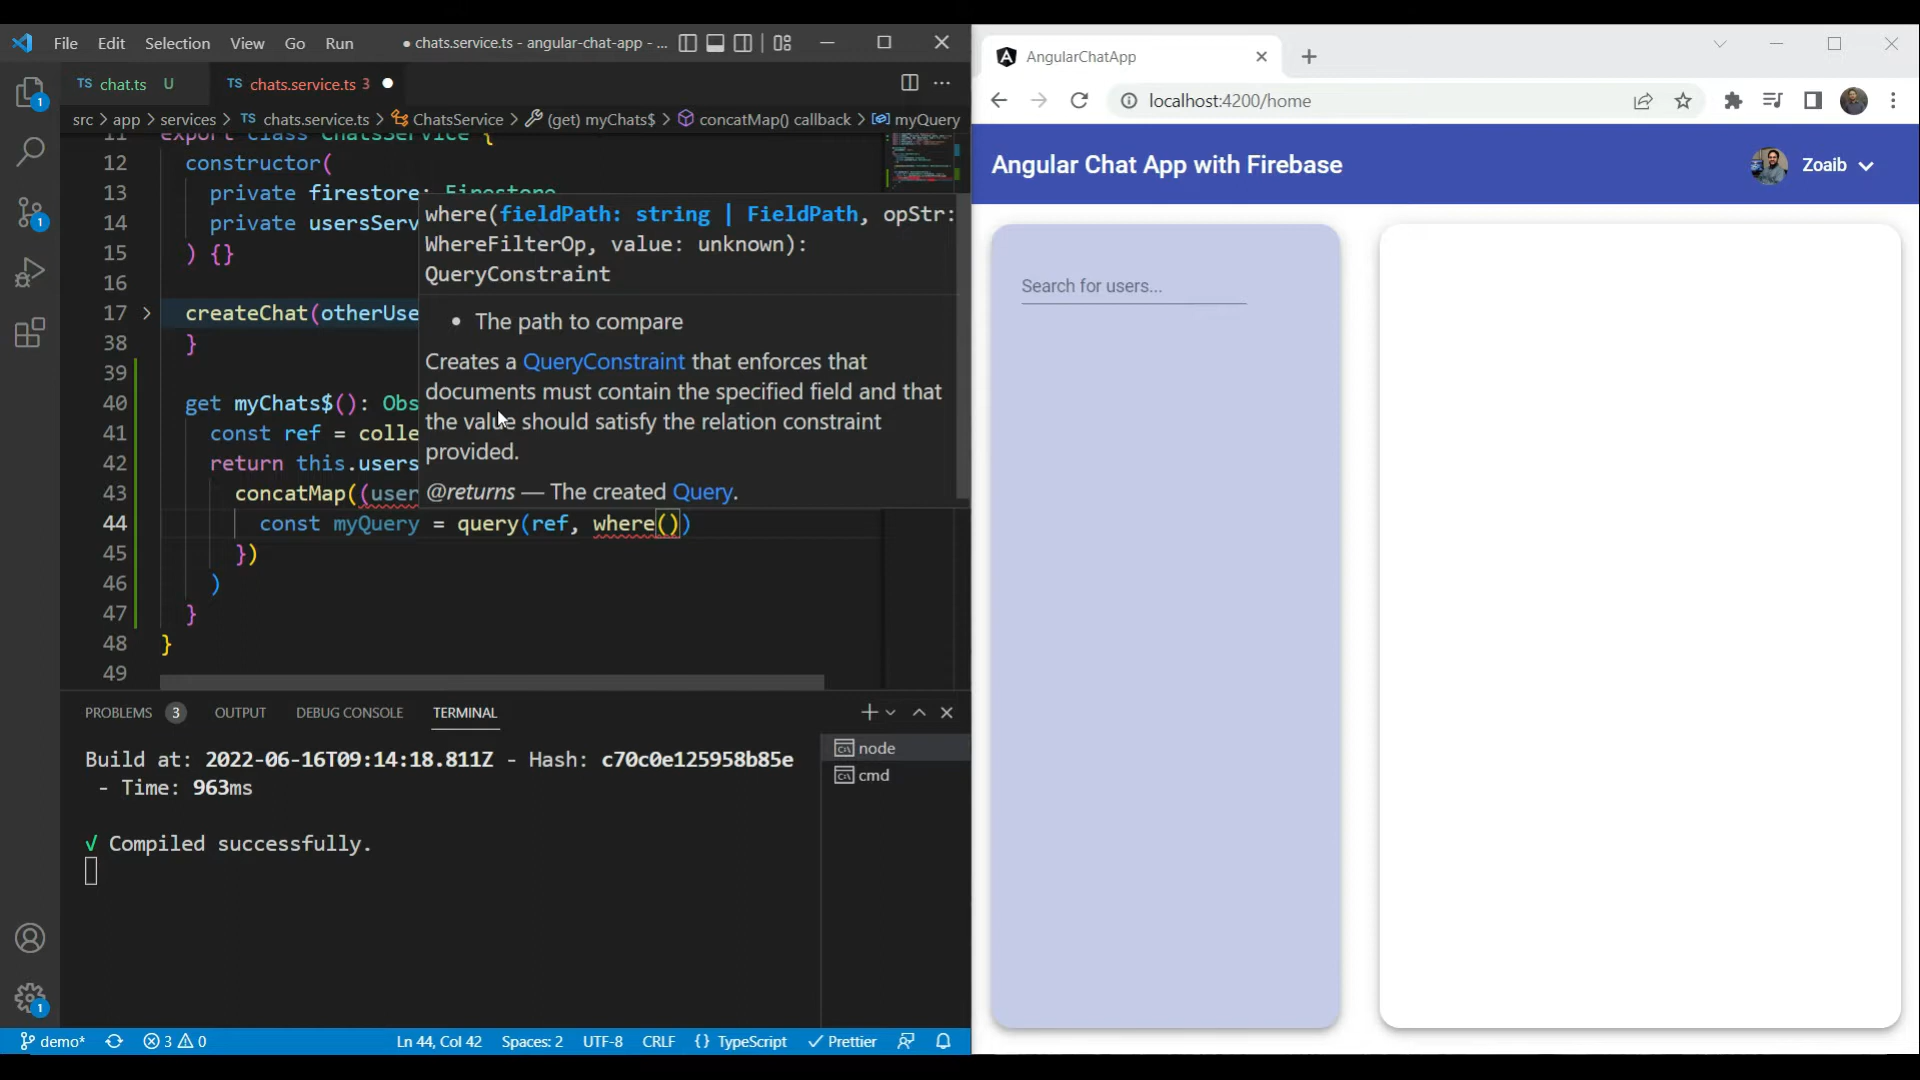 File Edit Selection View Go Run
● chats.service.ts - angular-chat-app - ...
TS chat.ts U
TS chats.service.ts 3 ●
src > app > services > TS chats.service.ts > ChatsService > (get) myChats$ > concatMap() callback > myQuery
11 export class ChatsService {
12 constructor(
13 private firestore: Firestore
14 private usersServ
15 ) {}
16
17 createChat(otherUse
38 }
39
40 get myChats$(): Obs
41 const ref = colle
42 return this.users
43 concatMap((user
44 const myQuery = query(ref, where())
45 })
46 )
47 }
48 }
49
where(fieldPath: string | FieldPath, opStr:
WhereFilterOp, value: unknown):
QueryConstraint
• The path to compare
Creates a QueryConstraint that enforces that
documents must contain the specified field and that
the value should satisfy the relation constraint
provided.
@returns — The created Query.
PROBLEMS 3 OUTPUT DEBUG CONSOLE TERMINAL
Build at: 2022-06-16T09:14:18.811Z - Hash: c70c0e125958b85e
- Time: 963ms
√ Compiled successfully.
node
cmd
1
1
1
demo* 3 0 Ln 44, Col 42 Spaces: 2 UTF-8 CRLF {} TypeScript Prettier
AngularChatApp
localhost:4200/home
Angular Chat App with Firebase
Zoaib
Search for users...